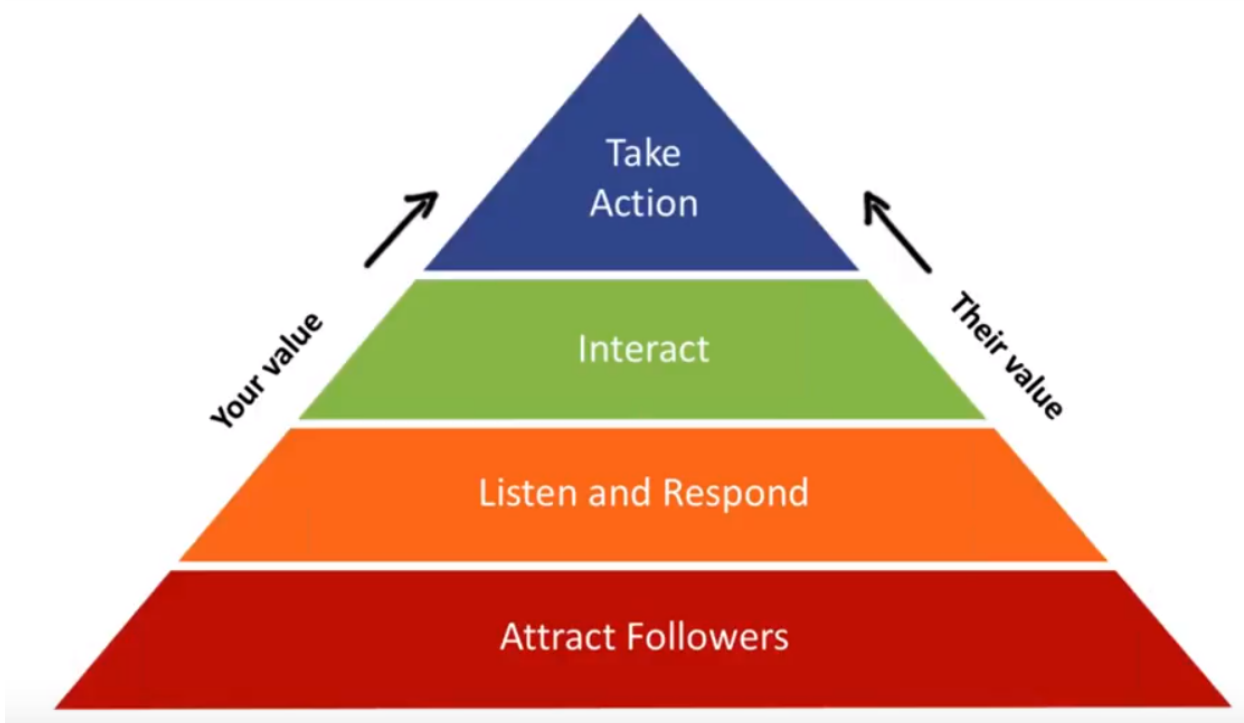 Take
Action
Interact
Your value
Their value
Listen and Respond
Attract Followers